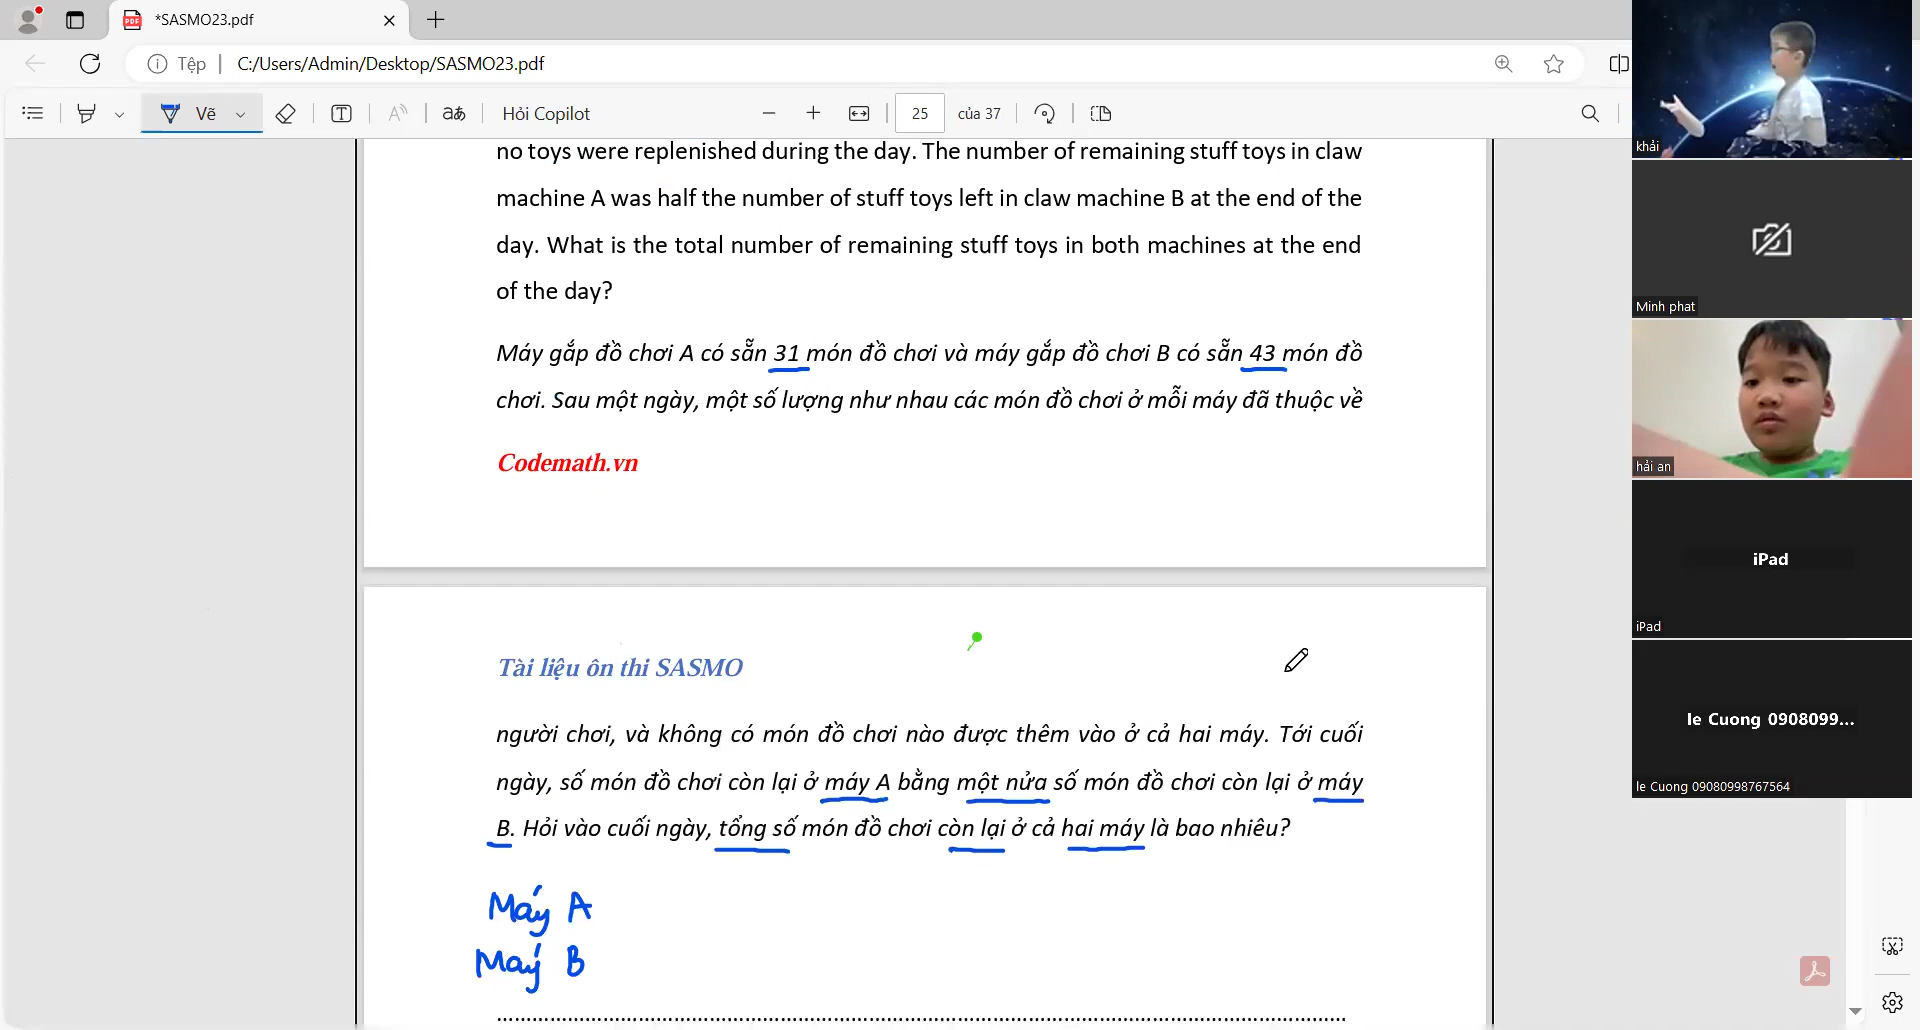 *SASMO23.pdf
Tệp
C:/Users/Admin/Desktop/SASMO23.pdf
Vẽ
Hỏi Copilot
25
của 37
no toys were replenished during the day. The number of remaining stuff toys in claw
machine A was half the number of stuff toys left in claw machine B at the end of the
day. What is the total number of remaining stuff toys in both machines at the end
of the day?
Máy gắp đồ chơi A có sẵn 31 món đồ chơi và máy gắp đồ chơi B có sẵn 43 món đồ
chơi. Sau một ngày, một số lượng như nhau các món đồ chơi ở mỗi máy đã thuộc về
Codemath.vn
Tài liệu ôn thi SASMO
người chơi, và không có món đồ chơi nào được thêm vào ở cả hai máy. Tới cuối
ngày, số món đồ chơi còn lại ở máy A bằng một nửa số món đồ chơi còn lại ở máy
B. Hỏi vào cuối ngày, tổng số món đồ chơi còn lại ở cả hai máy là bao nhiêu?
Máy A
Máy B
khải
Minh phat
hải an
iPad
iPad
le Cuong 0908099...
le Cuong 09080998767564